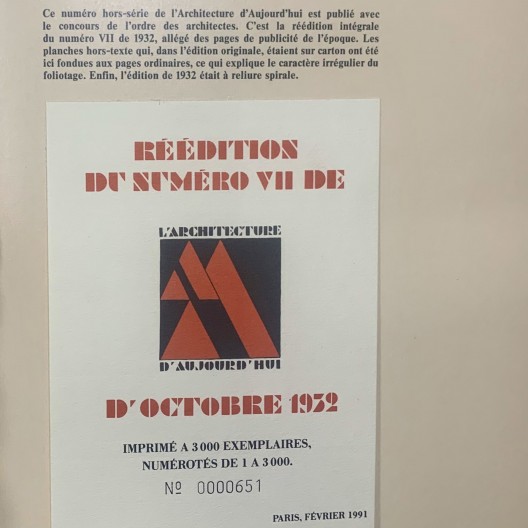 Ce numéro hors-série de l'Architecture d'Aujourd'hui est publié avec
le concours de l'ordre des architectes. C'est la réédition intégrale
du numéro VII de 1932, allégé des pages de publicité de l'époque. Les
planches hors-texte qui, dans l'édition originale, étaient sur carton ont été
ici fondues aux pages ordinaires, ce qui explique le caractère irrégulier du
foliotage. Enfin, l'édition de 1932 était à reliure spirale.
RÉÉDITION
DU NUMÉRO VII DE
L'ARCHITECTURE
D'AUJOURD'HUI
D'OCTOBRE 1932
IMPRIMÉ A 3 000 EXEMPLAIRES,
NUMÉROTÉS DE 1 A 3 000.
Nº 0000651
PARIS, FÉVRIER 1991